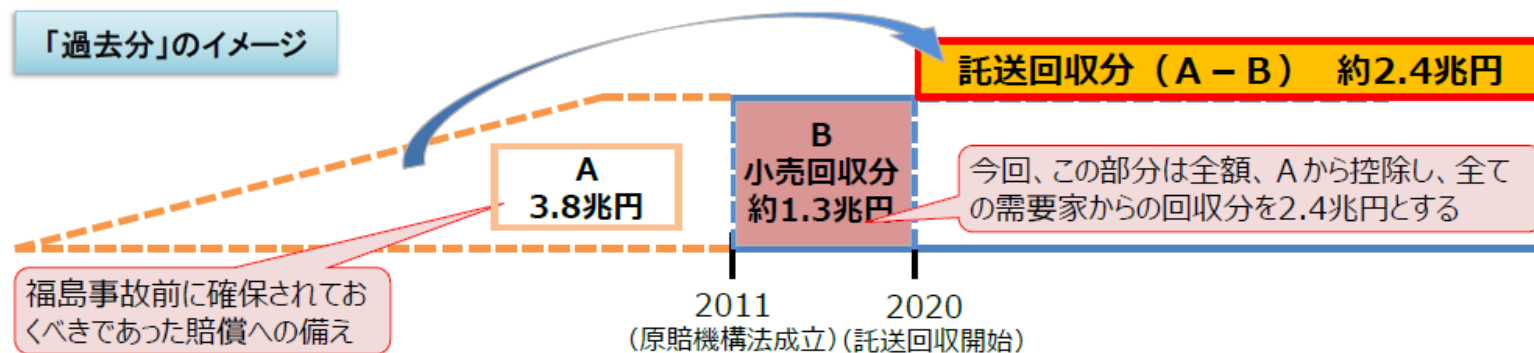 「過去分」のイメージ
託送回収分（A－B） 約2.4兆円
A
3.8兆円
B
小売回収分
約1.3兆円
今回、この部分は全額、Aから控除し、全て
の需要家からの回収分を2.4兆円とする
福島事故前に確保されてお
くべきであった賠償への備え
2011
（原賠機構法成立）
2020
（託送回収開始）